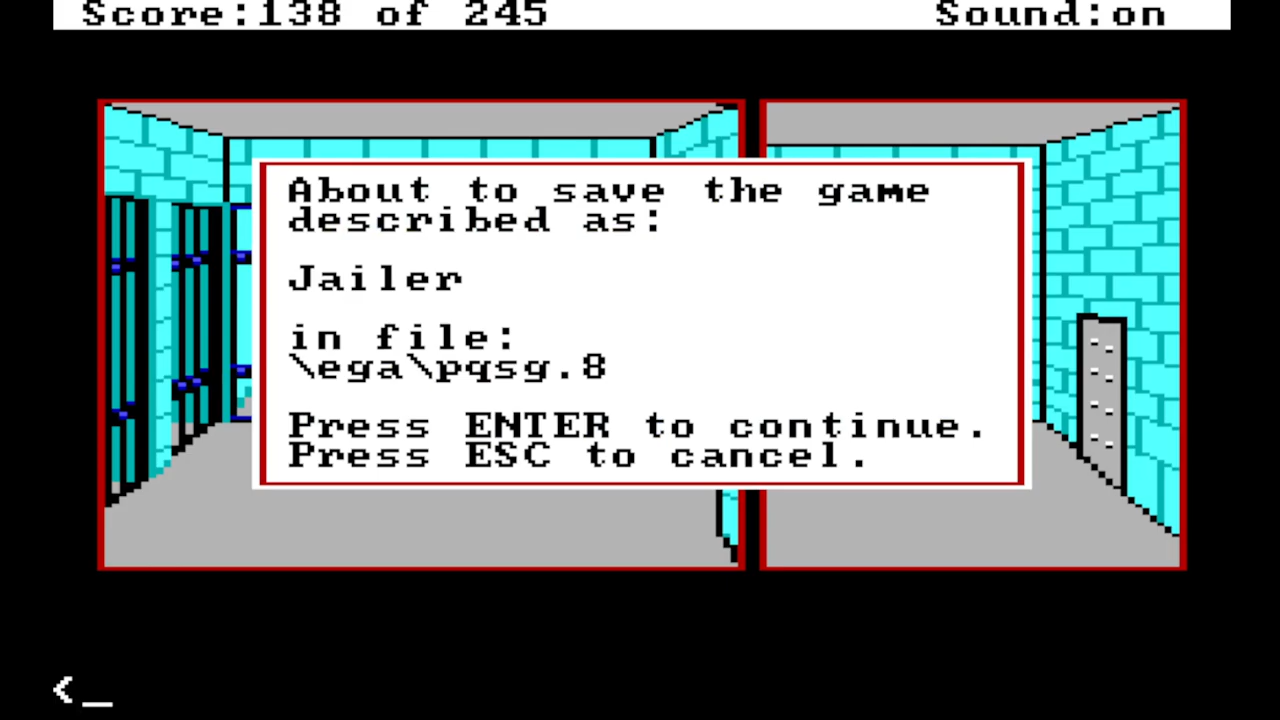 Score:138 of 245 Sound:on
About to save the game
described as:
Jailer
in file:
\ega\pqsg.8
Press ENTER to continue.
Press ESC to cancel.
<_